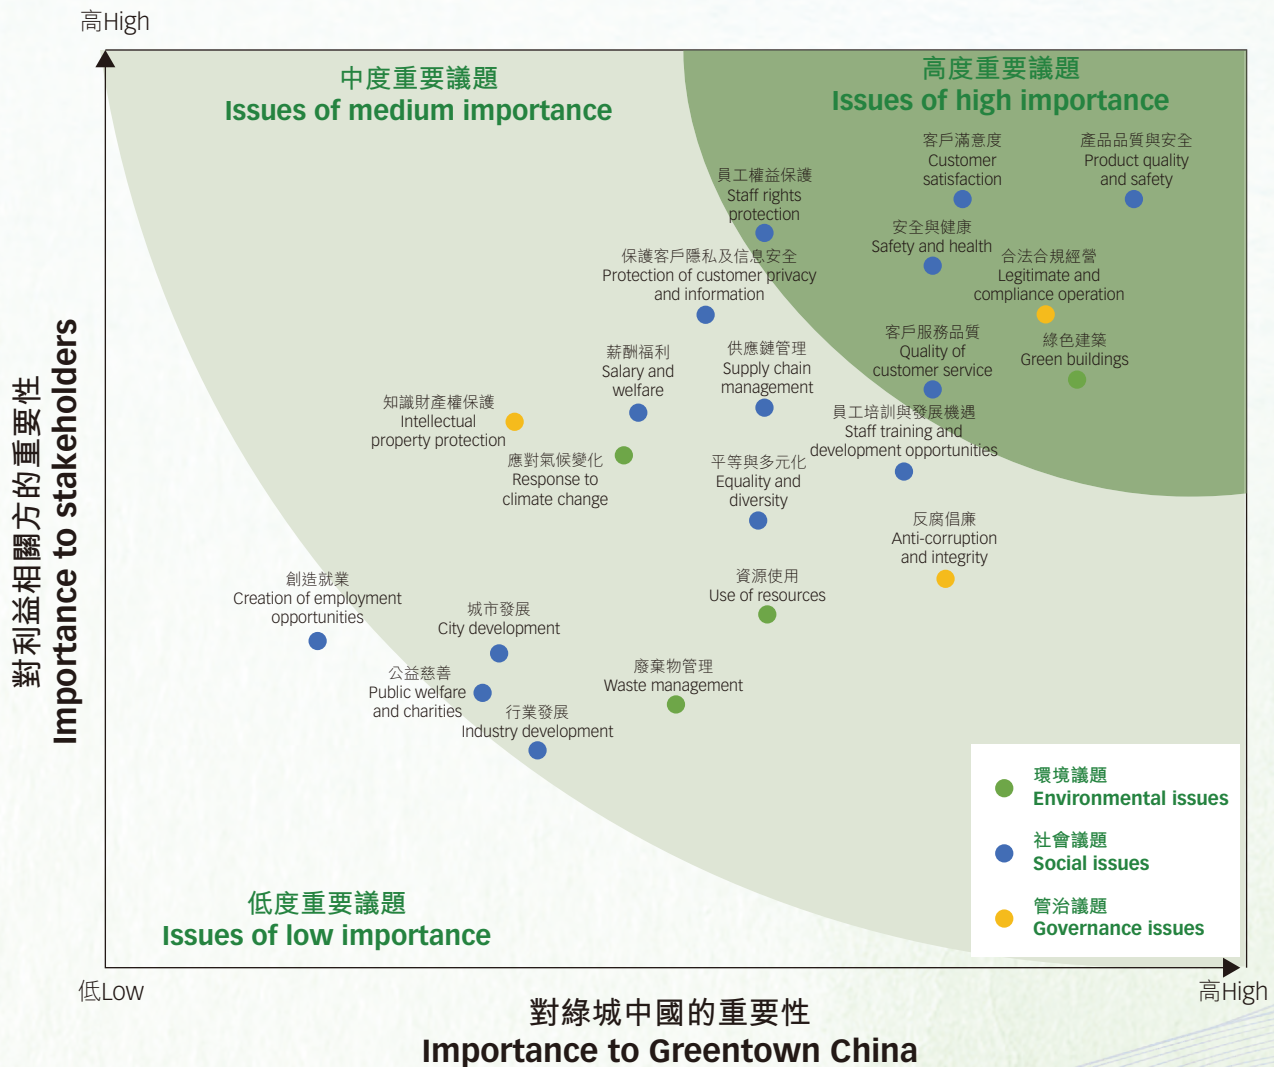 高High
中度重要議題
Issues of medium importance
高度重要議題
Issues of high importance
客戶滿意度
Customer
satisfaction
產品品質與安全
Product quality
and safety
員工權益保護
Staff rights
protection
安全與健康
Safety and health
保護客戶隱私及信息安全
Protection of customer privacy
and information
合法合規經營
Legitimate and
compliance operation
客戶服務品質
Quality of
customer service
綠色建築
Green buildings
薪酬福利
Salary and
welfare
供應鏈管理
Supply chain
management
知識財產權保護
Intellectual
property protection
員工培訓與發展機遇
Staff training and
development opportunities
應對氣候變化
Response to
climate change
平等與多元化
Equality and
diversity
反腐倡廉
Anti-corruption
and integrity
創造就業
Creation of employment
opportunities
資源使用
Use of resources
城市發展
City development
公益慈善
Public welfare
and charities
廢棄物管理
Waste management
行業發展
Industry development
對利益相關方的重要性
Importance to stakeholders
環境議題
Environmental issues
社會議題
Social issues
管治議題
Governance issues
低度重要議題
Issues of low importance
低Low
高High
對綠城中國的重要性
Importance to Greentown China